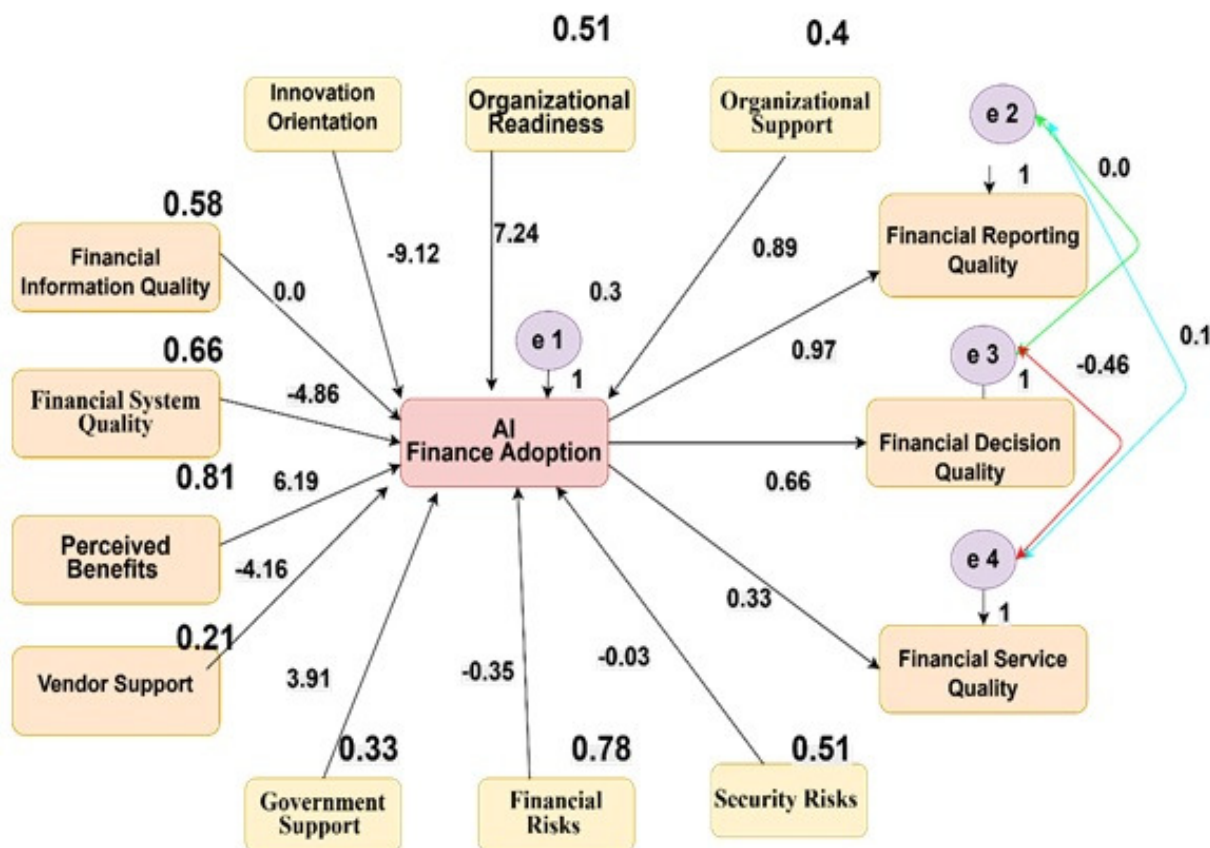 0.51
0.4
Innovation
Orientation
Organizational
Readiness
Organizational
Support
e 2
0.0
1
0.58
Financial
Information Quality
Financial Reporting
Quality
7.24
-9.12
0.89
0.0
0.3
0.66
e 1
0.97
e 3
-0.46
0.1
1
1
Financial System
Quality
-4.86
AI
Finance Adoption
Financial Decision
Quality
0.81
6.19
0.66
Perceived
Benefits
-4.16
e 4
0.33
1
0.21
Vendor Support
3.91
-0.35
-0.03
Financial Service
Quality
0.33
0.78
0.51
Government
Support
Financial
Risks
Security Risks